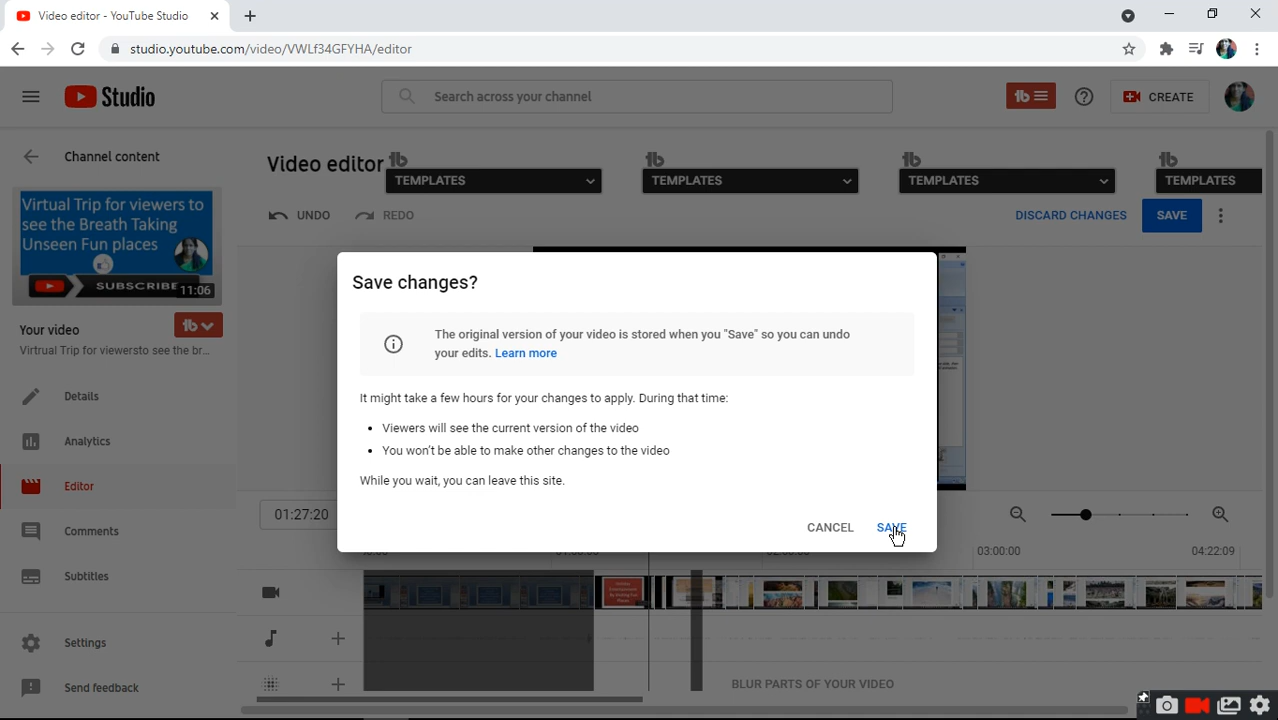 Video editor - YouTube Studio
studio.youtube.com/video/VWLf34GFYHA/editor
Studio
Search across your channel
CREATE
Channel content
Video editor
TEMPLATES
TEMPLATES
TEMPLATES
TEMPLATES
UNDO
REDO
DISCARD CHANGES
SAVE
Virtual Trip for viewers to
see the Breath Taking
Unseen Fun places
SUBSCRIBE
11:06
Your video
Virtrual Trip for viewersto see the br...
Details
Analytics
Editor
Comments
Subtitles
Settings
Send feedback
Save changes?
The original version of your video is stored when you "Save" so you can undo
your edits. Learn more
It might take a few hours for your changes to apply. During that time:
• Viewers will see the current version of the video
• You won't be able to make other changes to the video
While you wait, you can leave this site.
CANCEL
SAVE
01:27:20
03:00:00
04:22:09
BLUR PARTS OF YOUR VIDEO